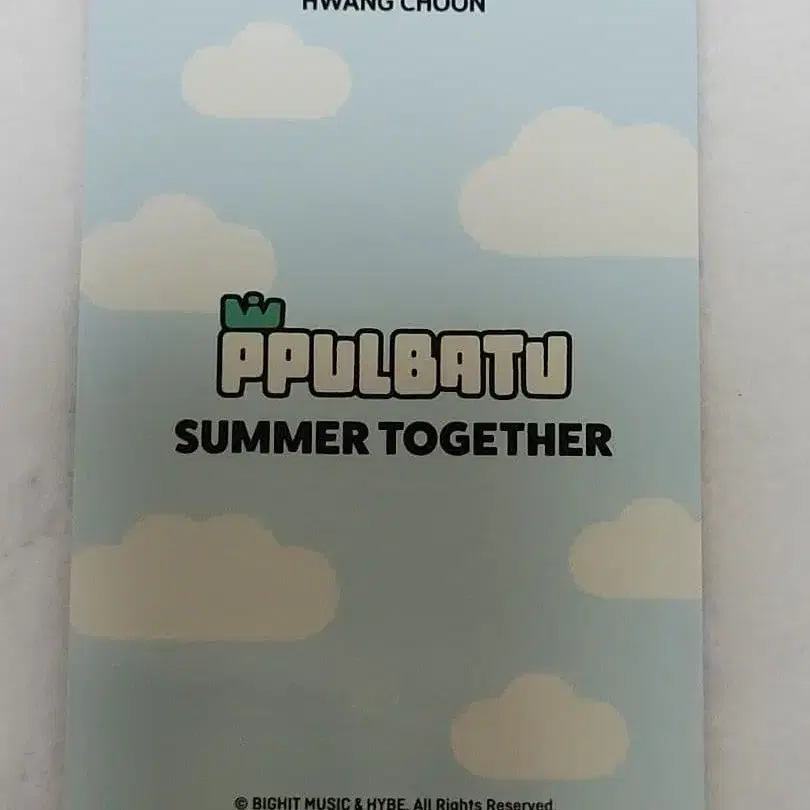 HWANG CHOON
PPULBATU
SUMMER TOGETHER
© BIGHIT MUSIC & HYBE. All Rights Reserved.